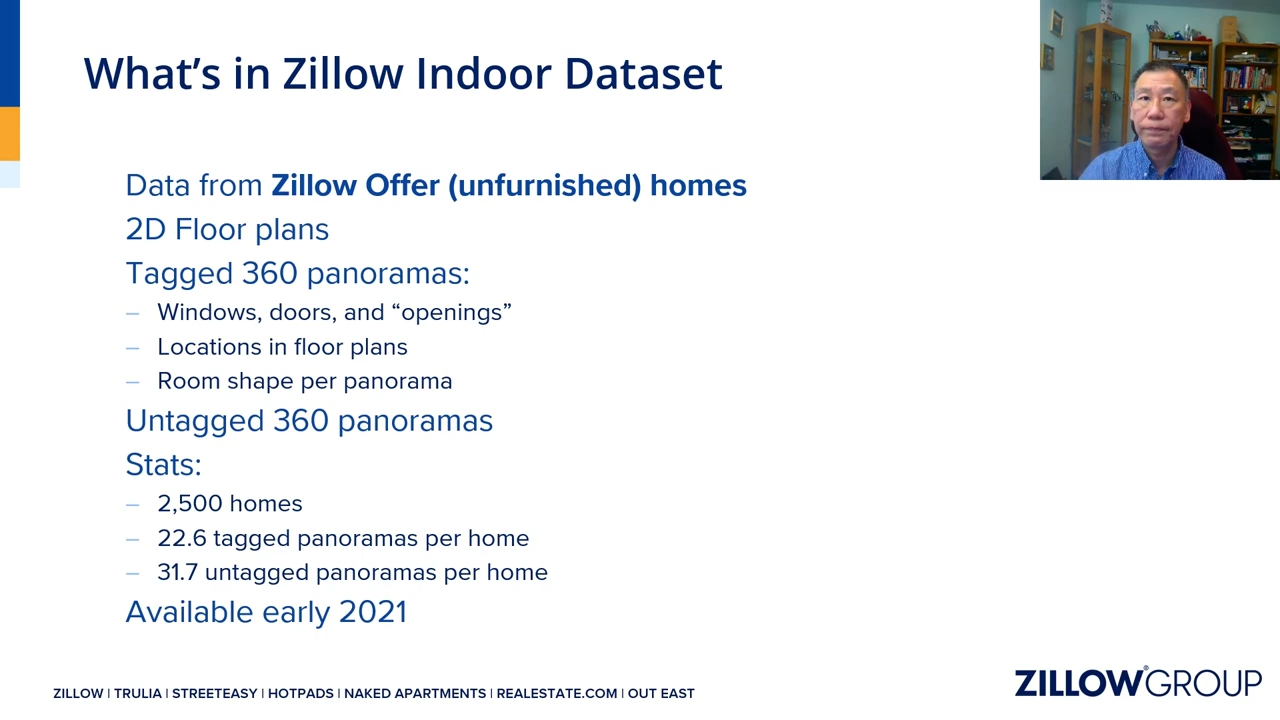 What’s in Zillow Indoor Dataset
Data from Zillow Offer (unfurnished) homes
2D Floor plans
Tagged 360 panoramas:
– Windows, doors, and “openings”
– Locations in floor plans
– Room shape per panorama
Untagged 360 panoramas
Stats:
– 2,500 homes
– 22.6 tagged panoramas per home
– 31.7 untagged panoramas per home
Available early 2021
ZILLOW | TRULIA | STREETEASY | HOTPADS | NAKED APARTMENTS | REALESTATE.COM | OUT EAST
ZILLOW®GROUP